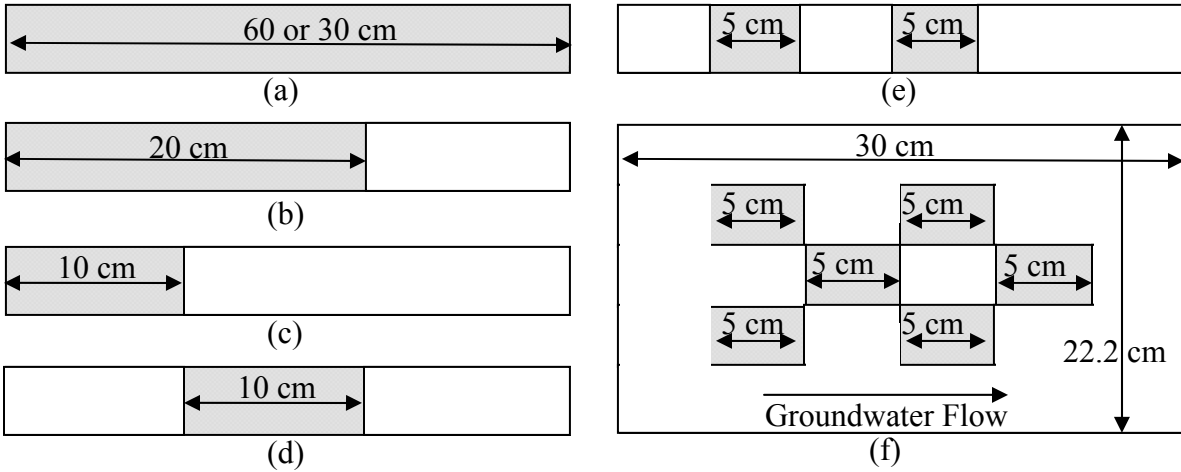 60 or 30 cm
(a)
20 cm
(b)
10 cm
(c)
10 cm
(d)
5 cm 5 cm
(e)
30 cm
5 cm 5 cm
5 cm 5 cm
5 cm 5 cm
22.2 cm
Groundwater Flow
(f)